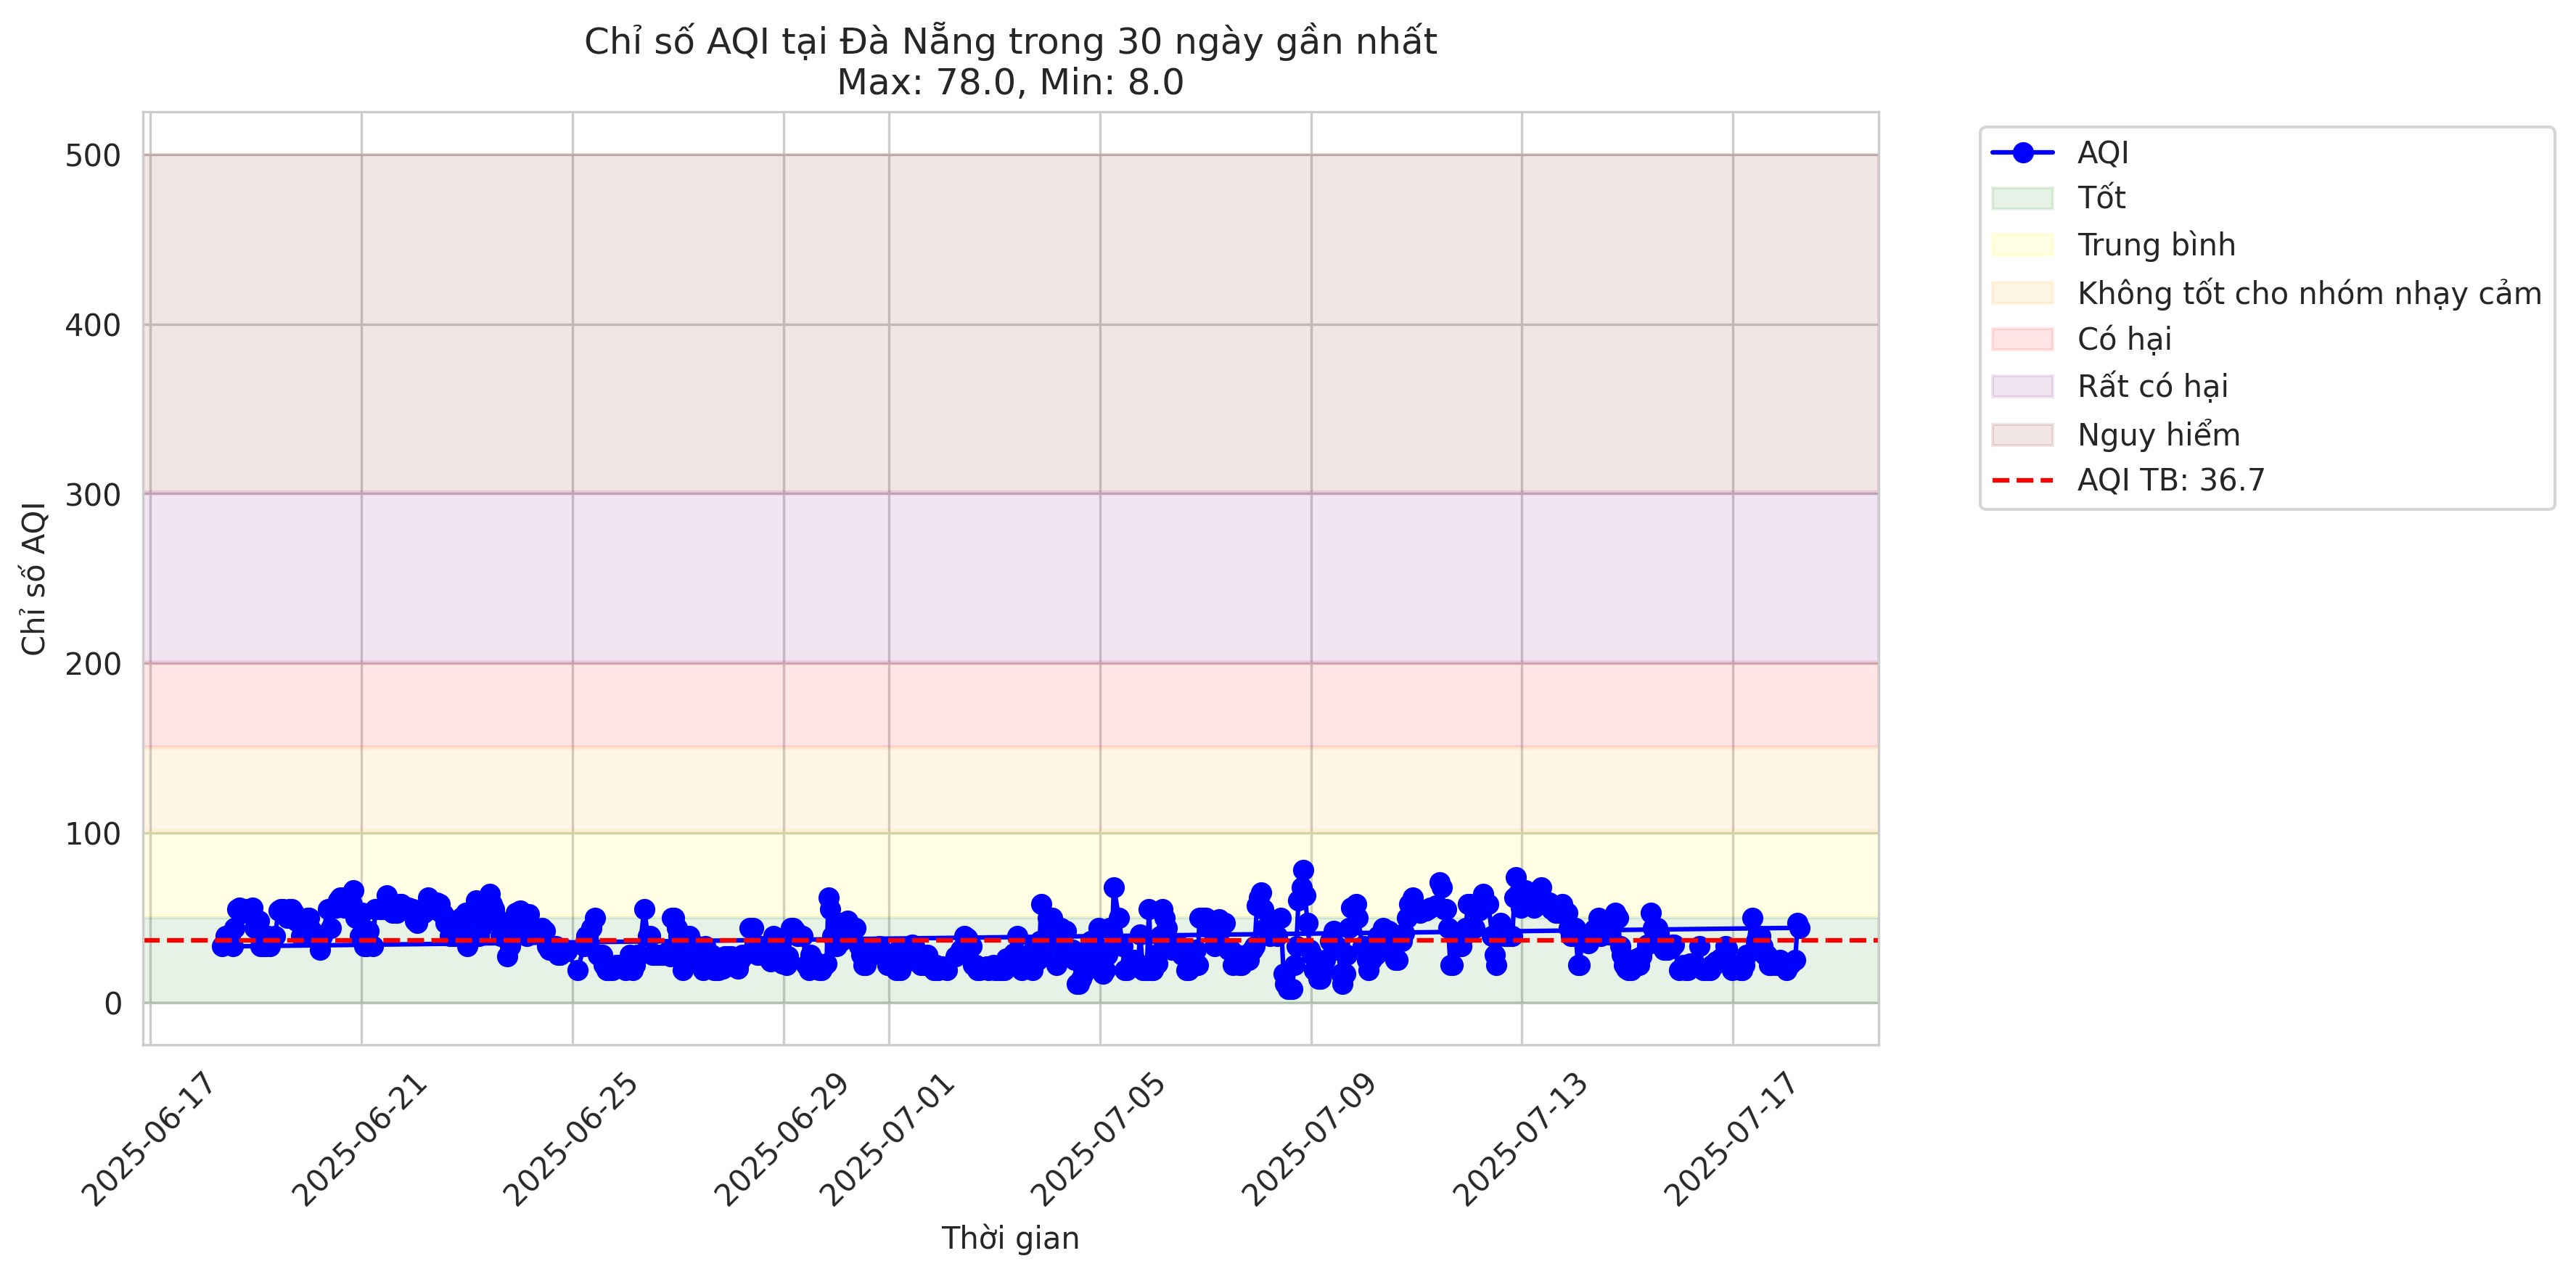 Chỉ số AQI tại Đà Nẵng trong 30 ngày gần nhất
Max: 78.0, Min: 8.0
Chỉ số AQI
500
400
300
200
100
0
2025-06-17
2025-06-21
2025-06-25
2025-06-29
2025-07-01
2025-07-05
2025-07-09
2025-07-13
2025-07-17
Thời gian
AQI
Tốt
Trung bình
Không tốt cho nhóm nhạy cảm
Có hại
Rất có hại
Nguy hiểm
AQI TB: 36.7